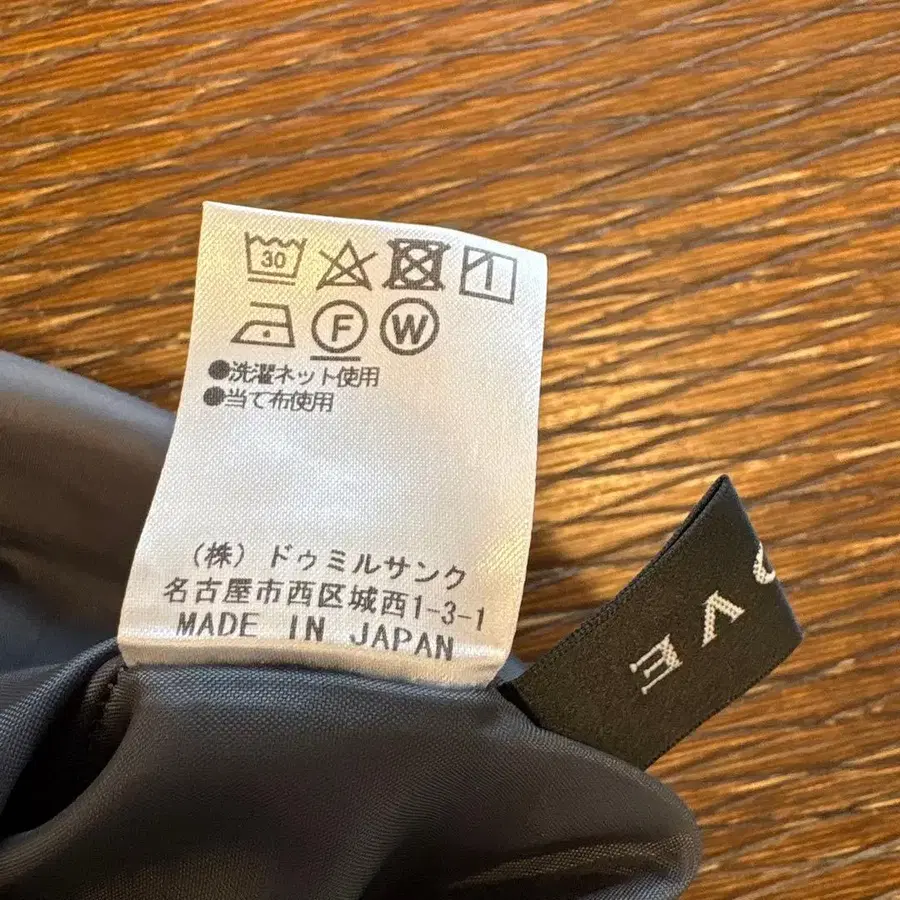 30
F W
●洗濯ネット使用
●当て布使用
(株) ドゥミルサンク
名古屋市西区城西1-3-1
MADE IN JAPAN